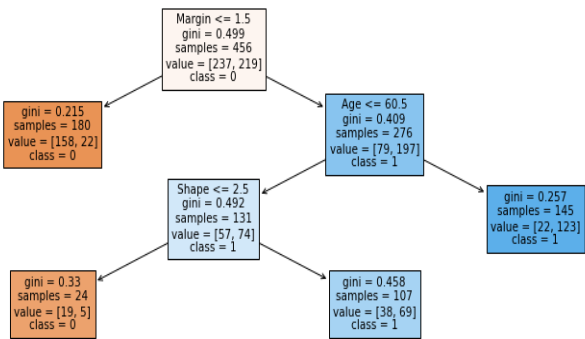 Margin <= 1.5
gini = 0.499
samples = 456
value = [237, 219]
class = 0
gini = 0.215
samples = 180
value = [158, 22]
class = 0
Age <= 60.5
gini = 0.409
samples = 276
value = [79, 197]
class = 1
Shape <= 2.5
gini = 0.492
samples = 131
value = [57, 74]
class = 1
gini = 0.257
samples = 145
value = [22, 123]
class = 1
gini = 0.33
samples = 24
value = [19, 5]
class = 0
gini = 0.458
samples = 107
value = [38, 69]
class = 1